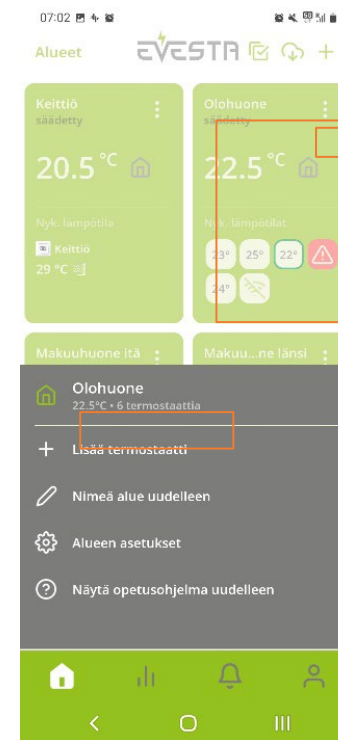 07:02
Alueet EVESTA
Keittiö
säädetty
20.5 °C
Nyk. lämpötila
Keittiö
29 °C
Olohuone
säädetty
22.5 °C
Nyk. lämpötilat
23° 25° 22°
24°
Makuuhuone itä
Makuu...ne länsi
Olohuone
22.5°C • 6 termostaattia
Lisää termostaatti
Nimeä alue uudelleen
Alueen asetukset
Näytä opetusohjelma uudelleen